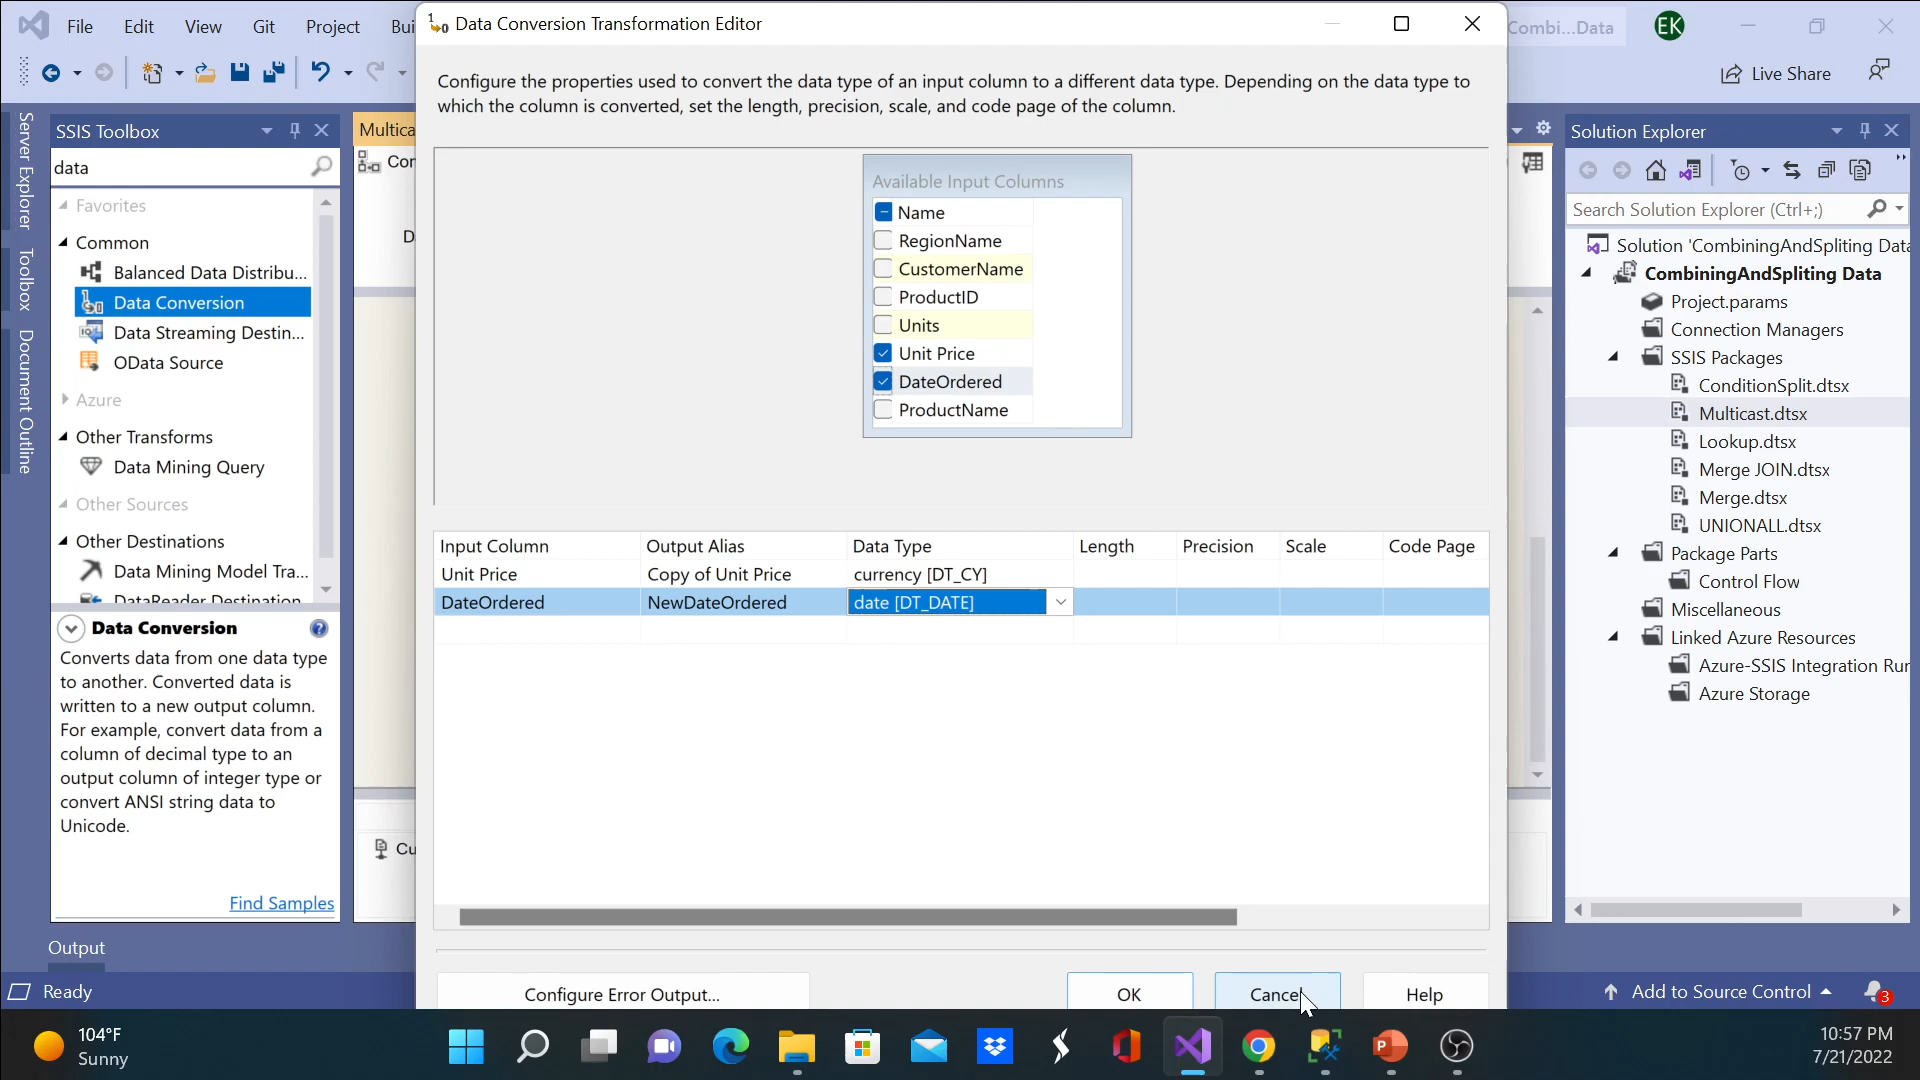 File Edit View Git Project Bui
Data Conversion Transformation Editor
Combi...Data
EK
Live Share
Configure the properties used to convert the data type of an input column to a different data type. Depending on the data type to
which the column is converted, set the length, precision, scale, and code page of the column.
Server Explorer
Toolbox
Document Outline
SSIS Toolbox
data
Favorites
Common
Balanced Data Distribu...
Data Conversion
Data Streaming Destin...
OData Source
Azure
Other Transforms
Data Mining Query
Other Sources
Other Destinations
Data Mining Model Tra...
DataReader Destination
Data Conversion
Converts data from one data type
to another. Converted data is
written to a new output column.
For example, convert data from a
column of decimal type to an
output column of integer type or
convert ANSI string data to
Unicode.
Find Samples
Multica
Con
D
Cu
Available Input Columns
Name
RegionName
CustomerName
ProductID
Units
Unit Price
DateOrdered
ProductName
Input Column Output Alias Data Type Length Precision Scale Code Page
Unit Price Copy of Unit Price currency [DT_CY]
DateOrdered NewDateOrdered date [DT_DATE]
Configure Error Output... OK Cancel Help
Solution Explorer
Search Solution Explorer (Ctrl+;)
Solution 'CombiningAndSpliting Data
CombiningAndSpliting Data
Project.params
Connection Managers
SSIS Packages
ConditionSplit.dtsx
Multicast.dtsx
Lookup.dtsx
Merge JOIN.dtsx
Merge.dtsx
UNIONALL.dtsx
Package Parts
Control Flow
Miscellaneous
Linked Azure Resources
Azure-SSIS Integration Run
Azure Storage
Output
Ready
Add to Source Control
3
104°F
Sunny
10:57 PM
7/21/2022